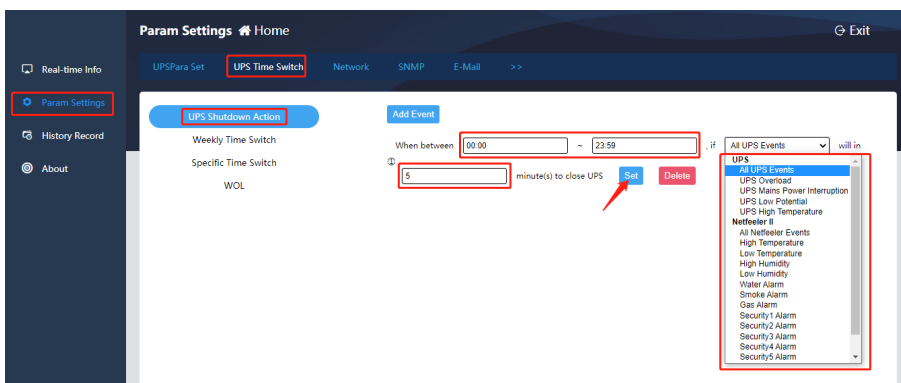 Param Settings Home
Exit
Real-time Info
Param Settings
History Record
About
UPSPara Set UPS Time Switch Network SNMP E-Mail >>
UPS Shutdown Action
Weekly Time Switch
Specific Time Switch
WOL
Add Event
When between 00:00 ~ 23:59 , if All UPS Events will in
①
5 minute(s) to close UPS Set Delete
UPS
All UPS Events
UPS Overload
UPS Mains Power Interruption
UPS Low Potential
UPS High Temperature
Netfeeler II
All Netfeeler Events
High Temperature
Low Temperature
High Humidity
Low Humidity
Water Alarm
Smoke Alarm
Gas Alarm
Security1 Alarm
Security2 Alarm
Security3 Alarm
Security4 Alarm
Security5 Alarm